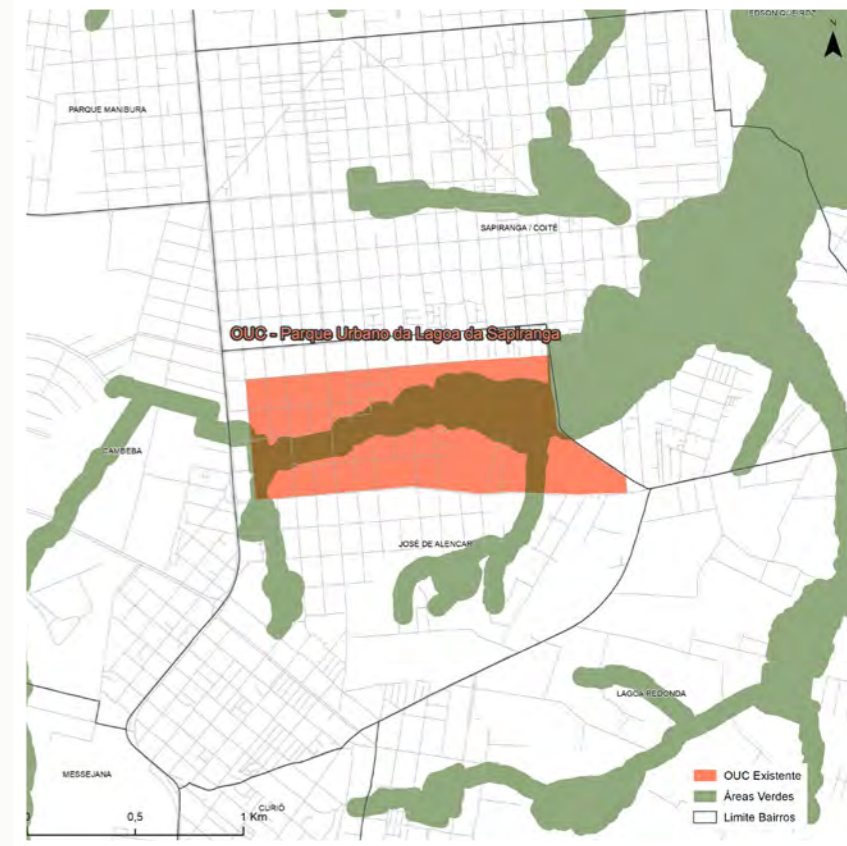 EDSON QUEIROZ
N
PARQUE MANIBURA
SAPIRANGA / COITÉ
OUC - Parque Urbano da Lagoa da Sapiranga
CAMBEBA
JOSÉ DE ALENCAR
LAGOA REDONDA
MESSEJANA
CURIÓ
0,5
1 Km
OUC Existente
Áreas Verdes
Limite Bairros